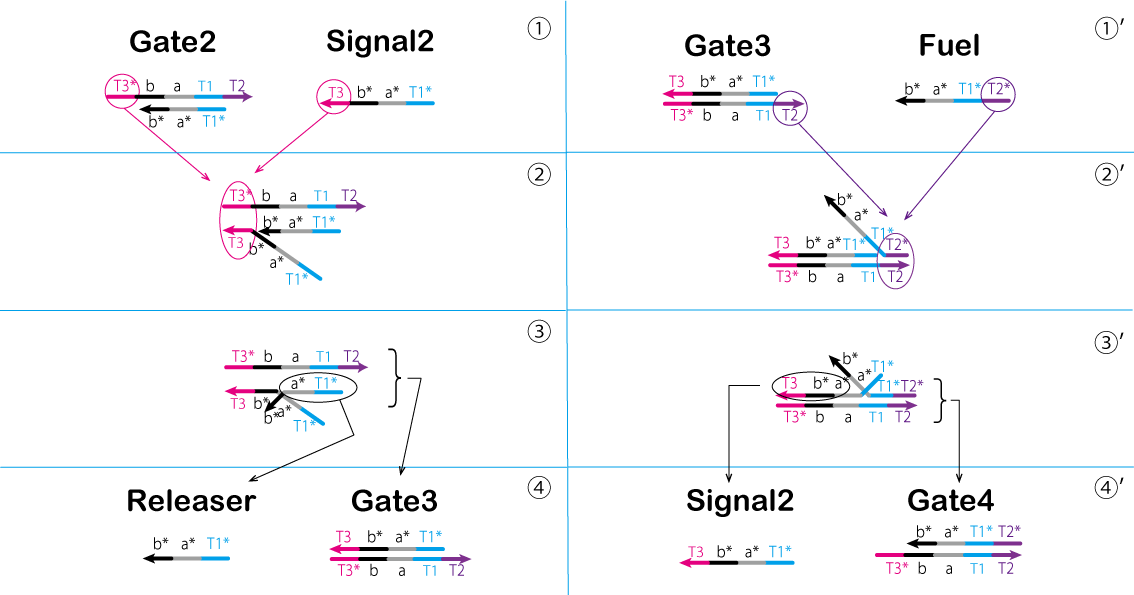 ①
Gate2 Signal2
T3* b a T1 T2
b* a* T1*
T3 b* a* T1*
②
T3* b a T1 T2
b* a* T1*
T3 b* a* T1*
③
T3* b a T1 T2
a* T1*
T3 b* b* a* T1*
④
Releaser Gate3
b* a* T1*
T3 b* a* T1*
T3* b a T1 T2
①′
Gate3 Fuel
T3 b* a* T1*
T3* b a T1 T2
b* a* T1* T2*
②′
b* a* T1* T2*
T3 b* a* T1*
T3* b a T1 T2
③′
b* a* T1*
T3 b* a* T1* T2*
T3* b a T1 T2
④′
Signal2 Gate4
T3 b* a* T1*
b* a* T1* T2*
T3* b a T1 T2